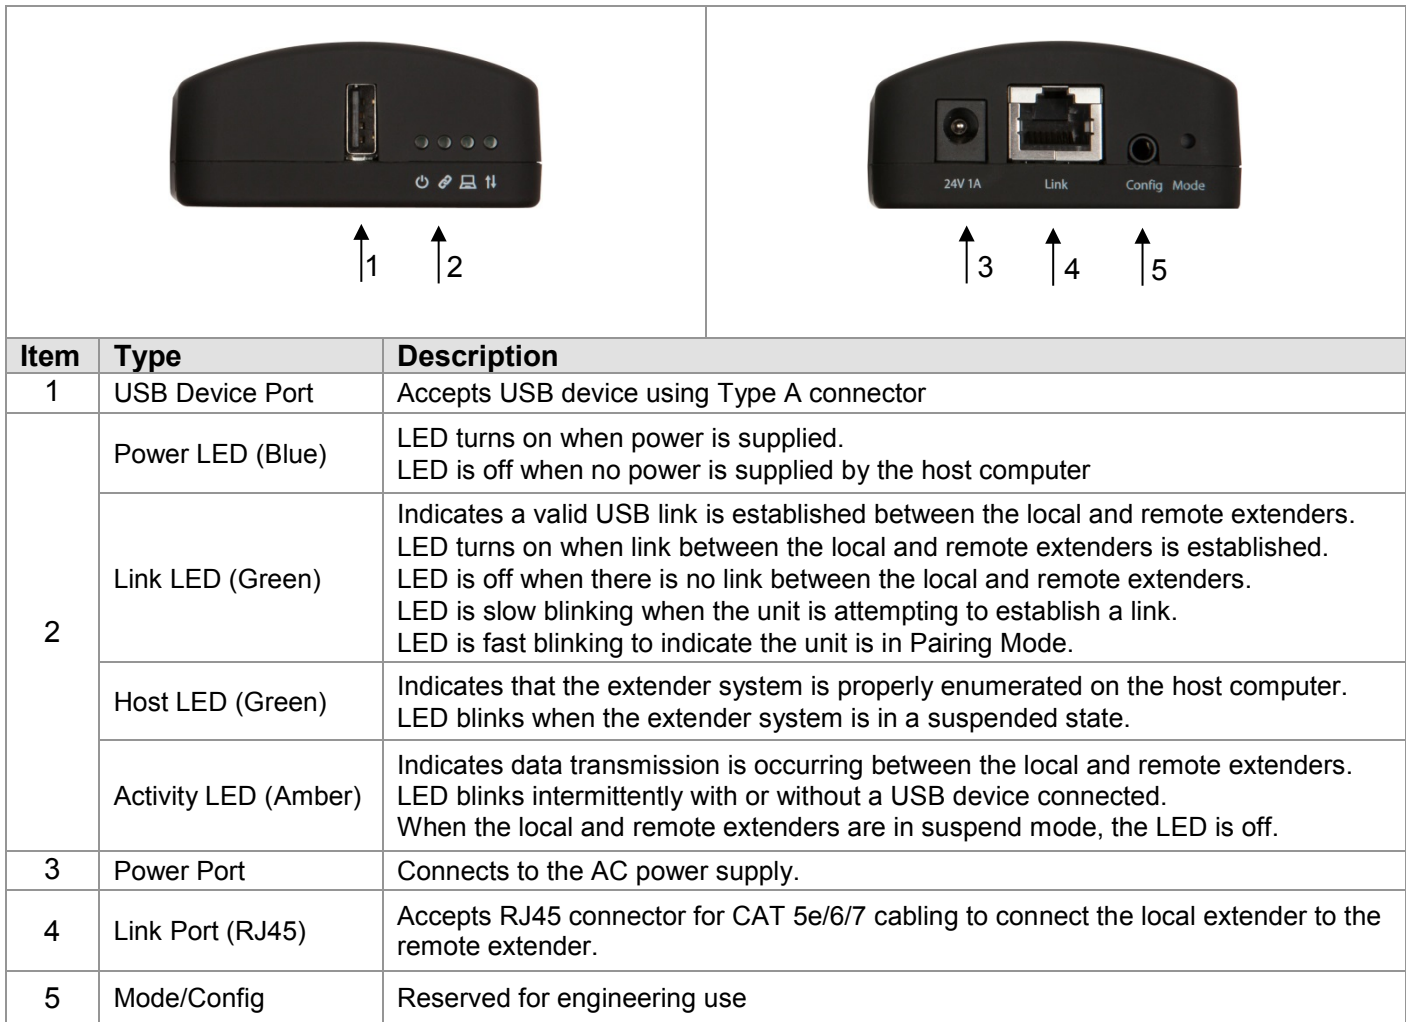 24V 1A
Link
Config Mode
1
2
3
4
5
Item Type Description
1 USB Device Port Accepts USB device using Type A connector
2
Power LED (Blue)
LED turns on when power is supplied.
LED is off when no power is supplied by the host computer
Link LED (Green)
Indicates a valid USB link is established between the local and remote extenders.
LED turns on when link between the local and remote extenders is established.
LED is off when there is no link between the local and remote extenders.
LED is slow blinking when the unit is attempting to establish a link.
LED is fast blinking to indicate the unit is in Pairing Mode.
Host LED (Green)
Indicates that the extender system is properly enumerated on the host computer.
LED blinks when the extender system is in a suspended state.
Activity LED (Amber)
Indicates data transmission is occurring between the local and remote extenders.
LED blinks intermittently with or without a USB device connected.
When the local and remote extenders are in suspend mode, the LED is off.
3 Power Port Connects to the AC power supply.
4 Link Port (RJ45)
Accepts RJ45 connector for CAT 5e/6/7 cabling to connect the local extender to the
remote extender.
5 Mode/Config Reserved for engineering use